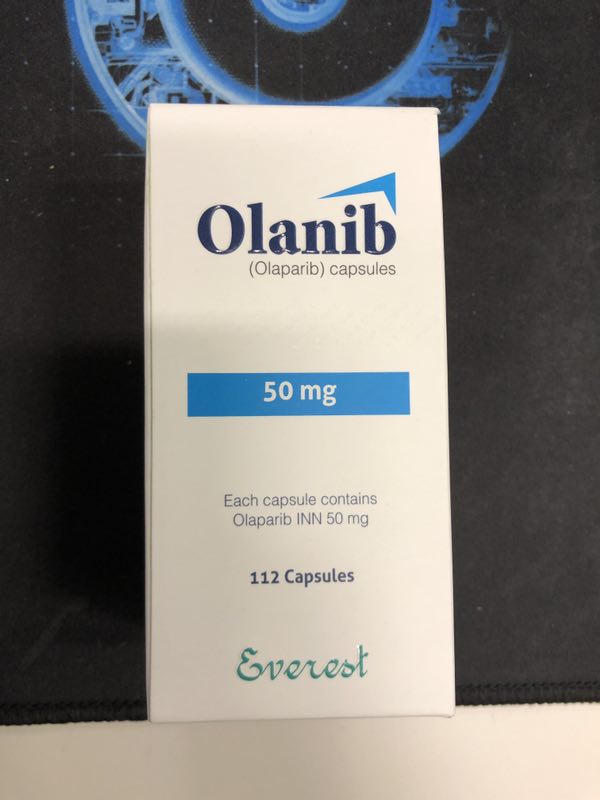 Olanib
(Olaparib) capsules
50 mg
Each capsule contains
Olaparib INN 50 mg
112 Capsules
Everest